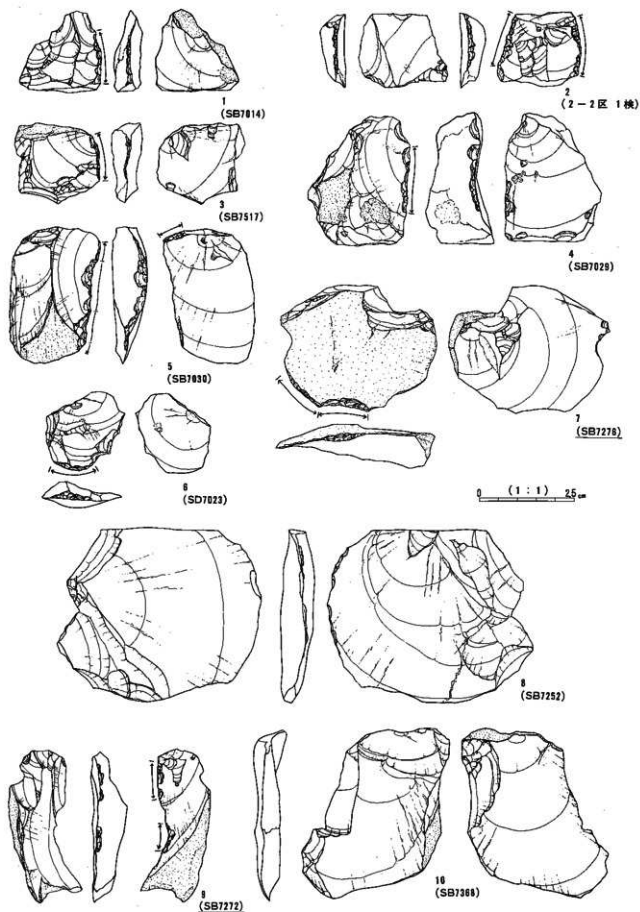 1
(SB7014)
2
(2-2区 1検)
3
(SB7517)
4
(SB7029)
5
(SB7030)
6
(SD7023)
7
(SB7276)
0 (1:1) 2.5cm
8
(SB7252)
9
(SB7272)
10
(SB7368)